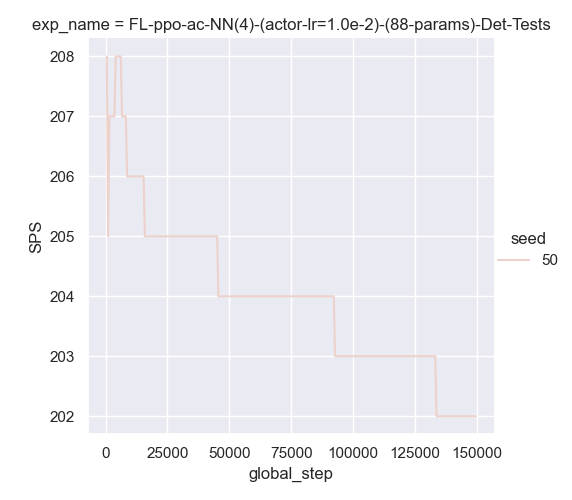 exp_name = FL-ppo-ac-NN(4)-(actor-lr=1.0e-2)-(88-params)-Det-Tests
208
207
206
205
204
203
202
SPS
0 25000 50000 75000 100000 125000 150000
global_step
seed
50